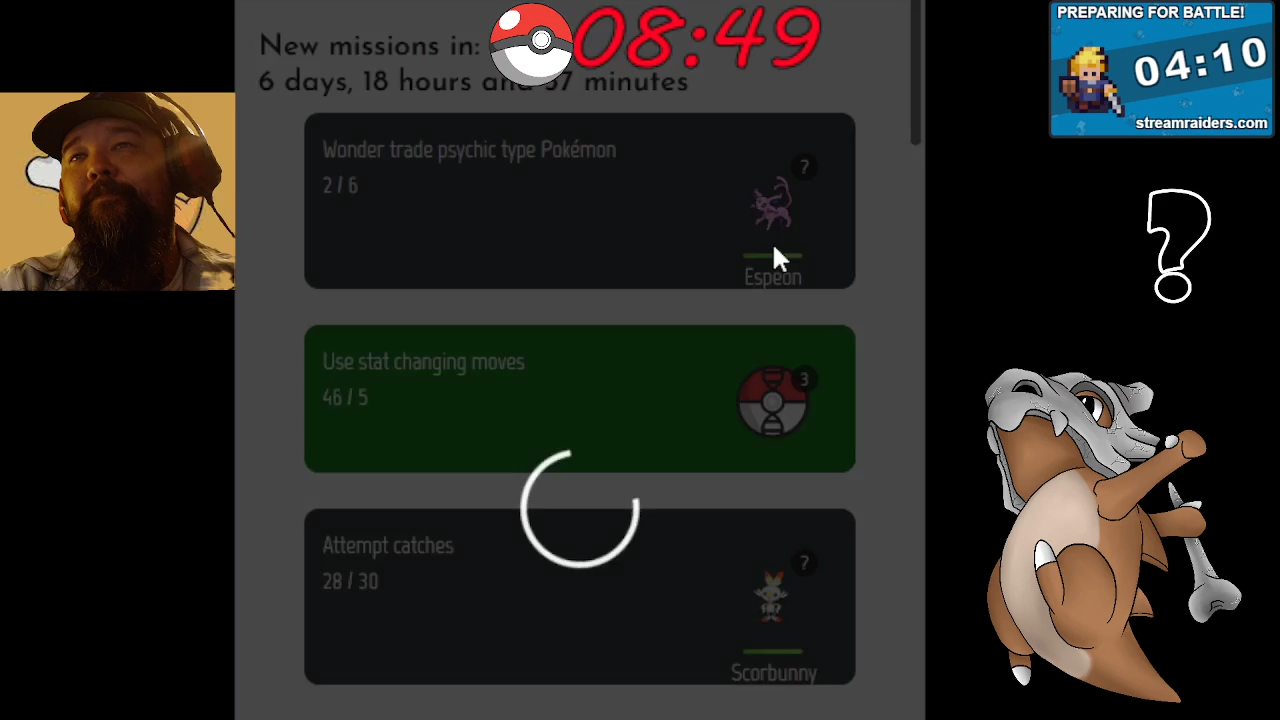 New missions in:
08:49
6 days, 18 hours and 37 minutes
PREPARING FOR BATTLE!
04:10
streamraiders.com
Wonder trade psychic type Pokémon
2 / 6
?
Espeon
Use stat changing moves
46 / 5
3
Attempt catches
28 / 30
?
Scorbunny
?